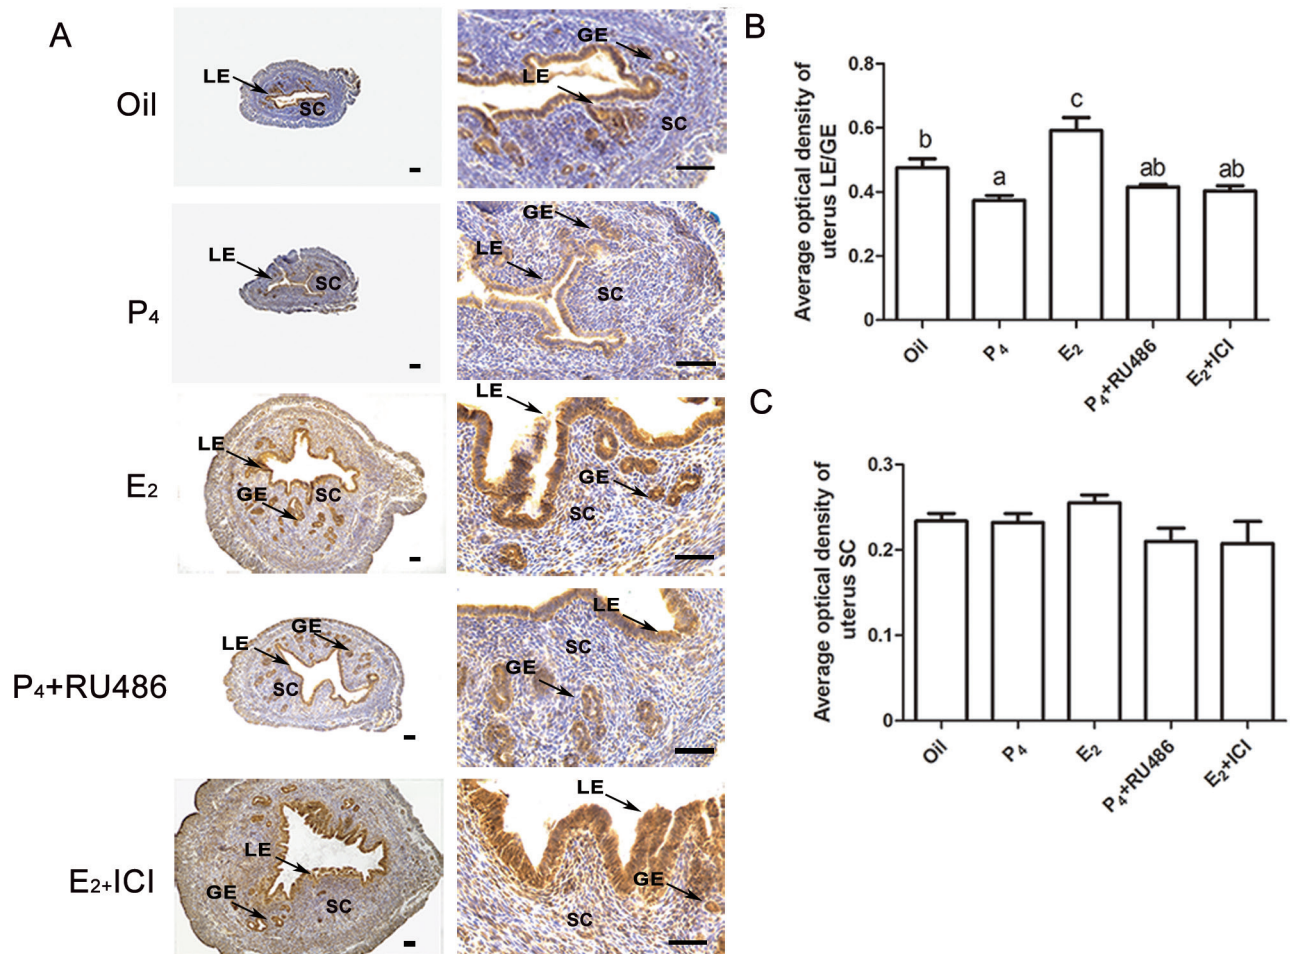 A
Oil
LE
SC
GE
LE
SC
P4
LE
SC
GE
LE
SC
E2
LE
GE
SC
LE
GE
SC
P4+RU486
LE
GE
SC
LE
SC
GE
E2+ICI
LE
GE
SC
LE
GE
SC
B
Average optical density of
uterus LE/GE
0.8
0.6
0.4
0.2
0
b
a
c
ab
ab
Oil
P4
E2
P4+RU486
E2+ICI
C
Average optical density of
uterus SC
0.3
0.2
0.1
0
Oil
P4
E2
P4+RU486
E2+ICI